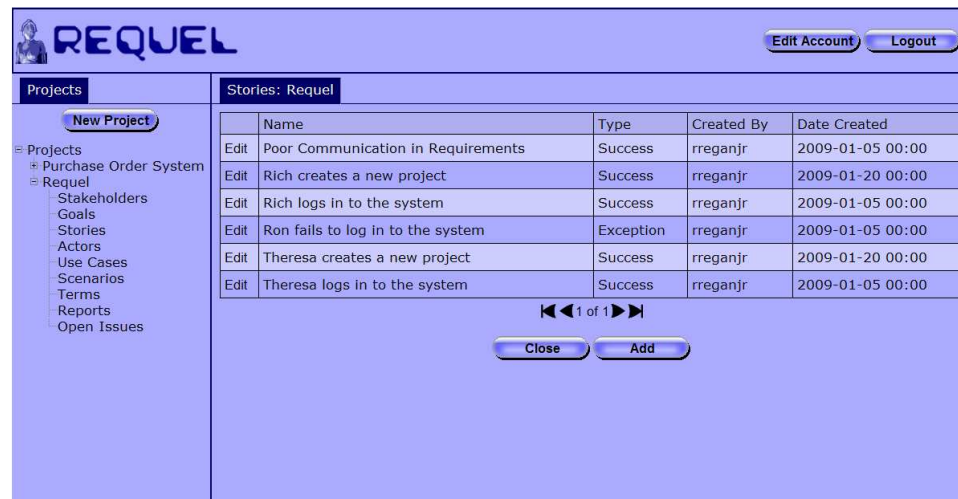 REQUEL
Edit Account Logout
Projects
New Project
Projects
Purchase Order System
Requel
Stakeholders
Goals
Stories
Actors
Use Cases
Scenarios
Terms
Reports
Open Issues
Stories: Requel
Name Type Created By Date Created
Edit Poor Communication in Requirements Success rreganjr 2009-01-05 00:00
Edit Rich creates a new project Success rreganjr 2009-01-20 00:00
Edit Rich logs in to the system Success rreganjr 2009-01-05 00:00
Edit Ron fails to log in to the system Exception rreganjr 2009-01-05 00:00
Edit Theresa creates a new project Success rreganjr 2009-01-20 00:00
Edit Theresa logs in to the system Success rreganjr 2009-01-05 00:00
1 of 1
Close Add